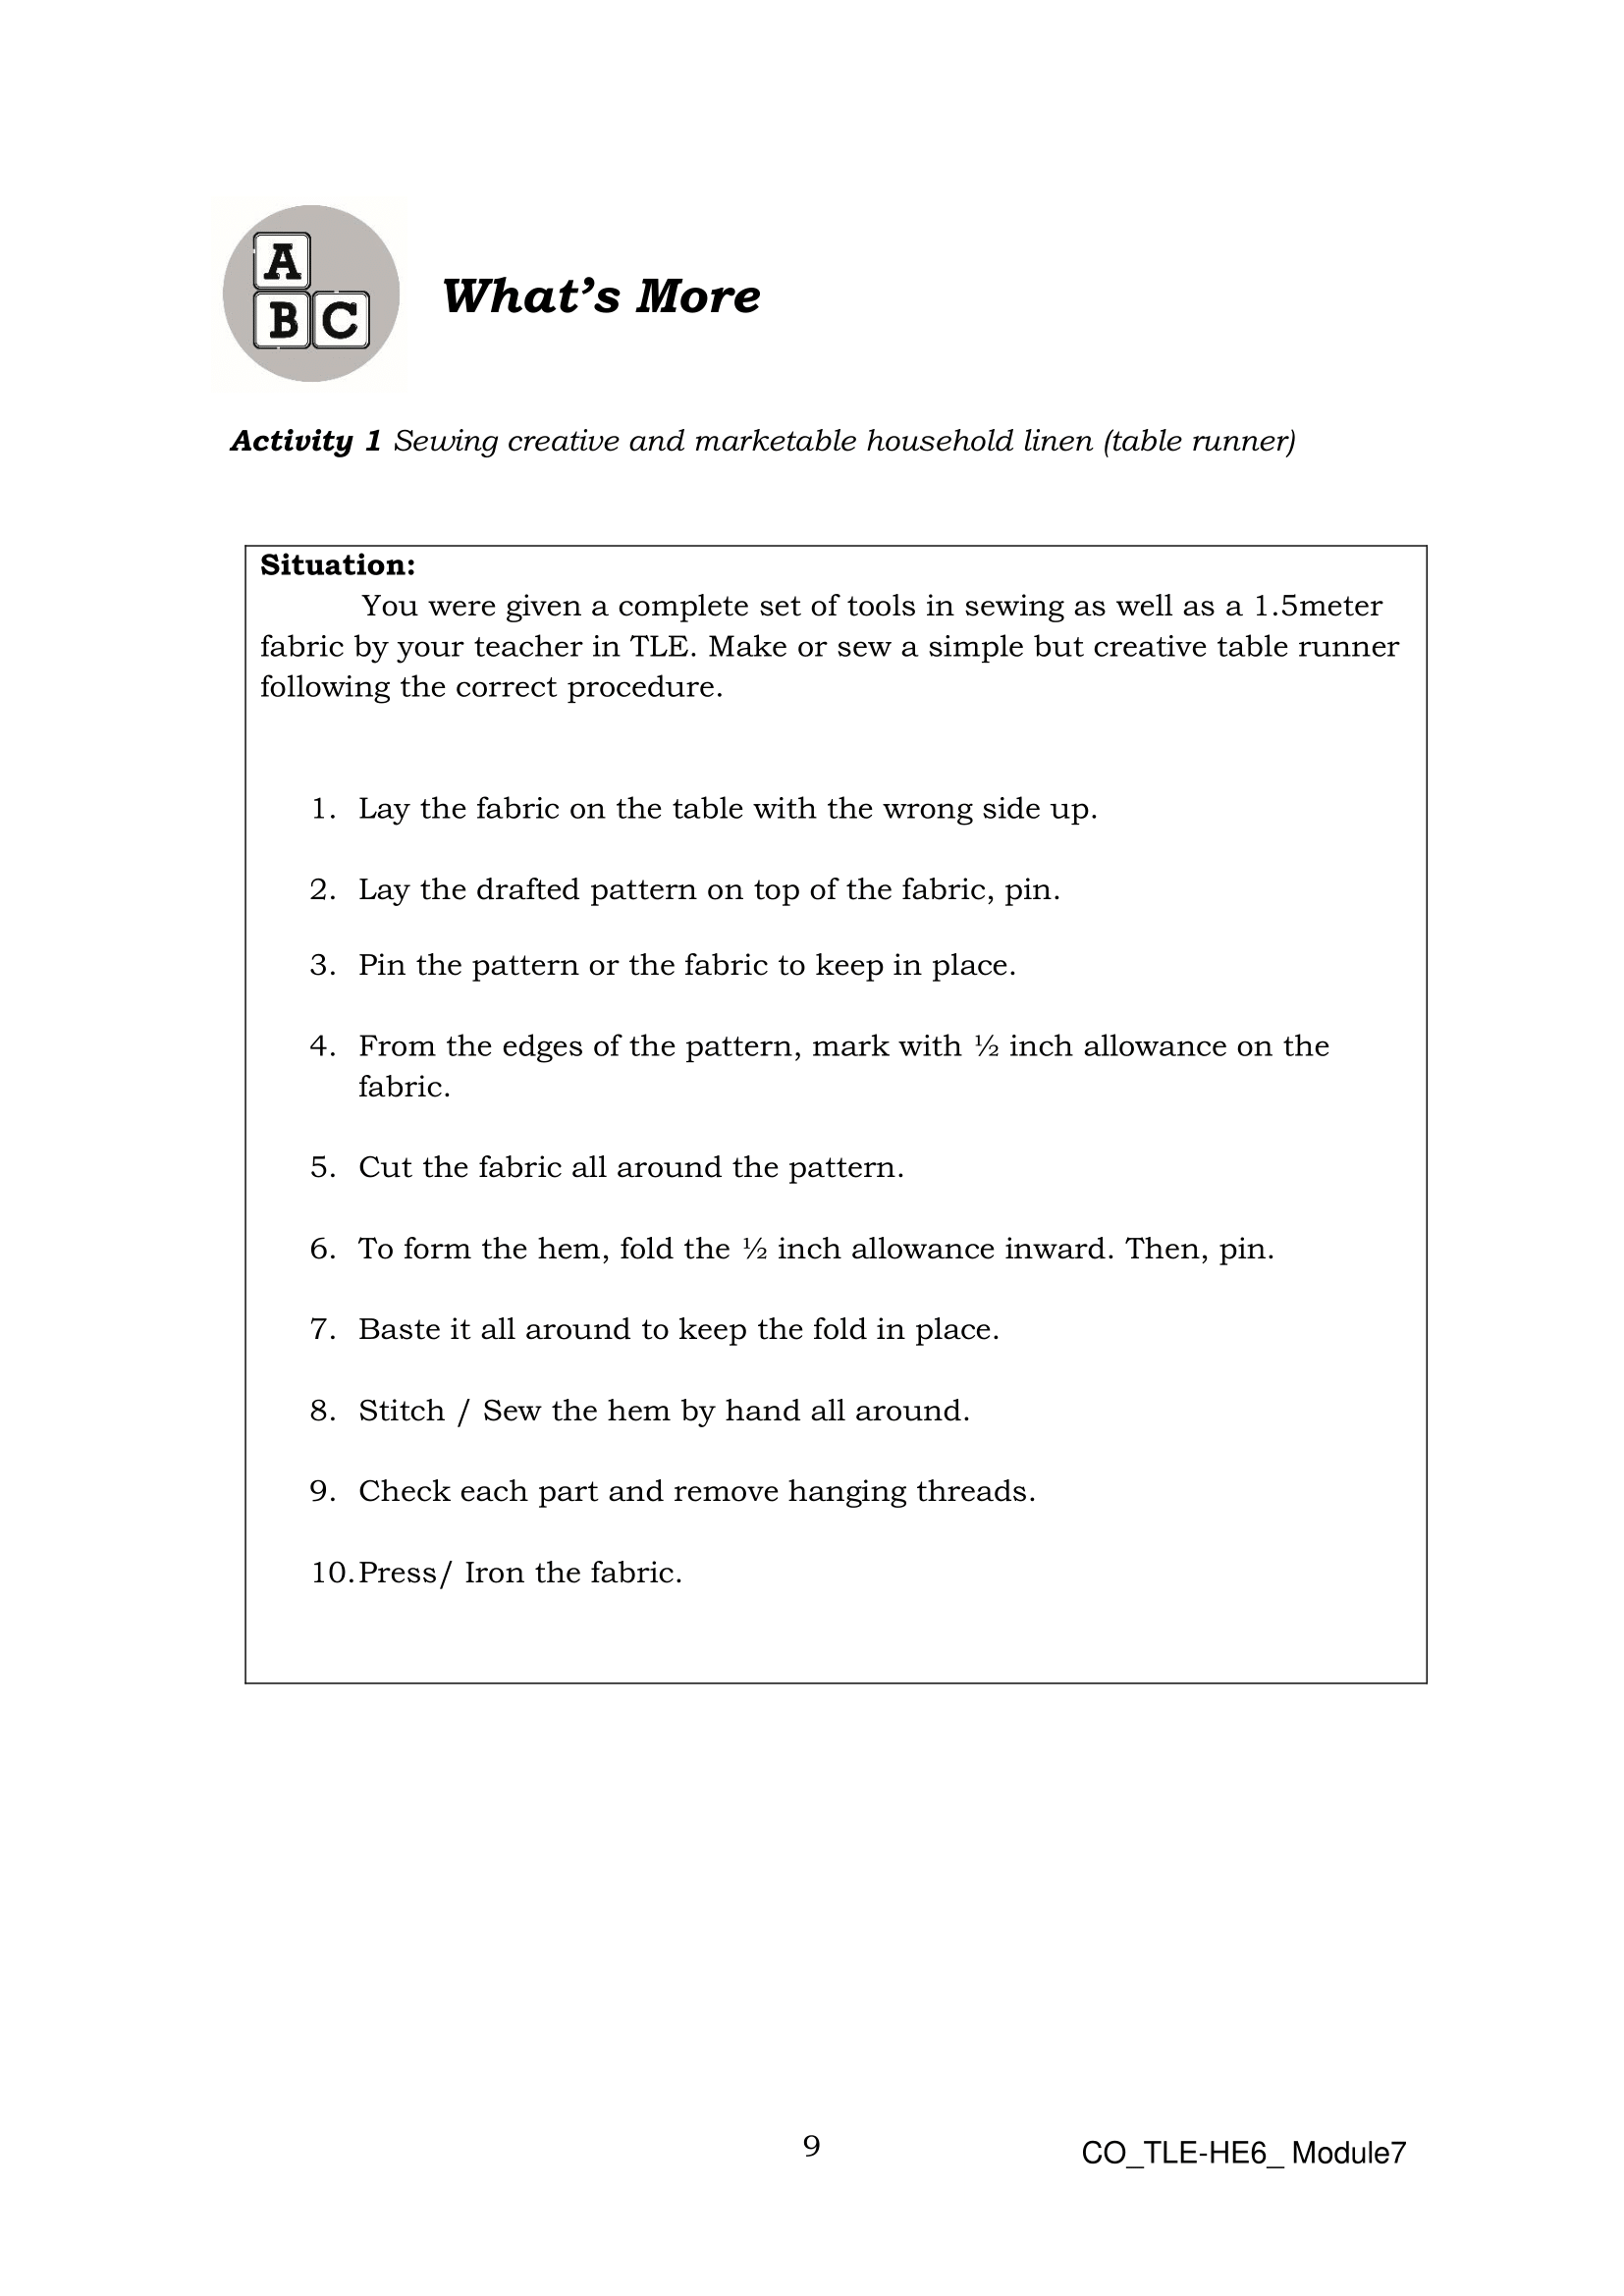 A
B C
What's More
Activity 1 Sewing creative and marketable household linen (table runner)
Situation:
You were given a complete set of tools in sewing as well as a 1.5meter
fabric by your teacher in TLE. Make or sew a simple but creative table runner
following the correct procedure.
1. Lay the fabric on the table with the wrong side up.
2. Lay the drafted pattern on top of the fabric, pin.
3. Pin the pattern or the fabric to keep in place.
4. From the edges of the pattern, mark with ½ inch allowance on the
fabric.
5. Cut the fabric all around the pattern.
6. To form the hem, fold the ½ inch allowance inward. Then, pin.
7. Baste it all around to keep the fold in place.
8. Stitch / Sew the hem by hand all around.
9. Check each part and remove hanging threads.
10.Press/ Iron the fabric.
9
CO_TLE-HE6_ Module7